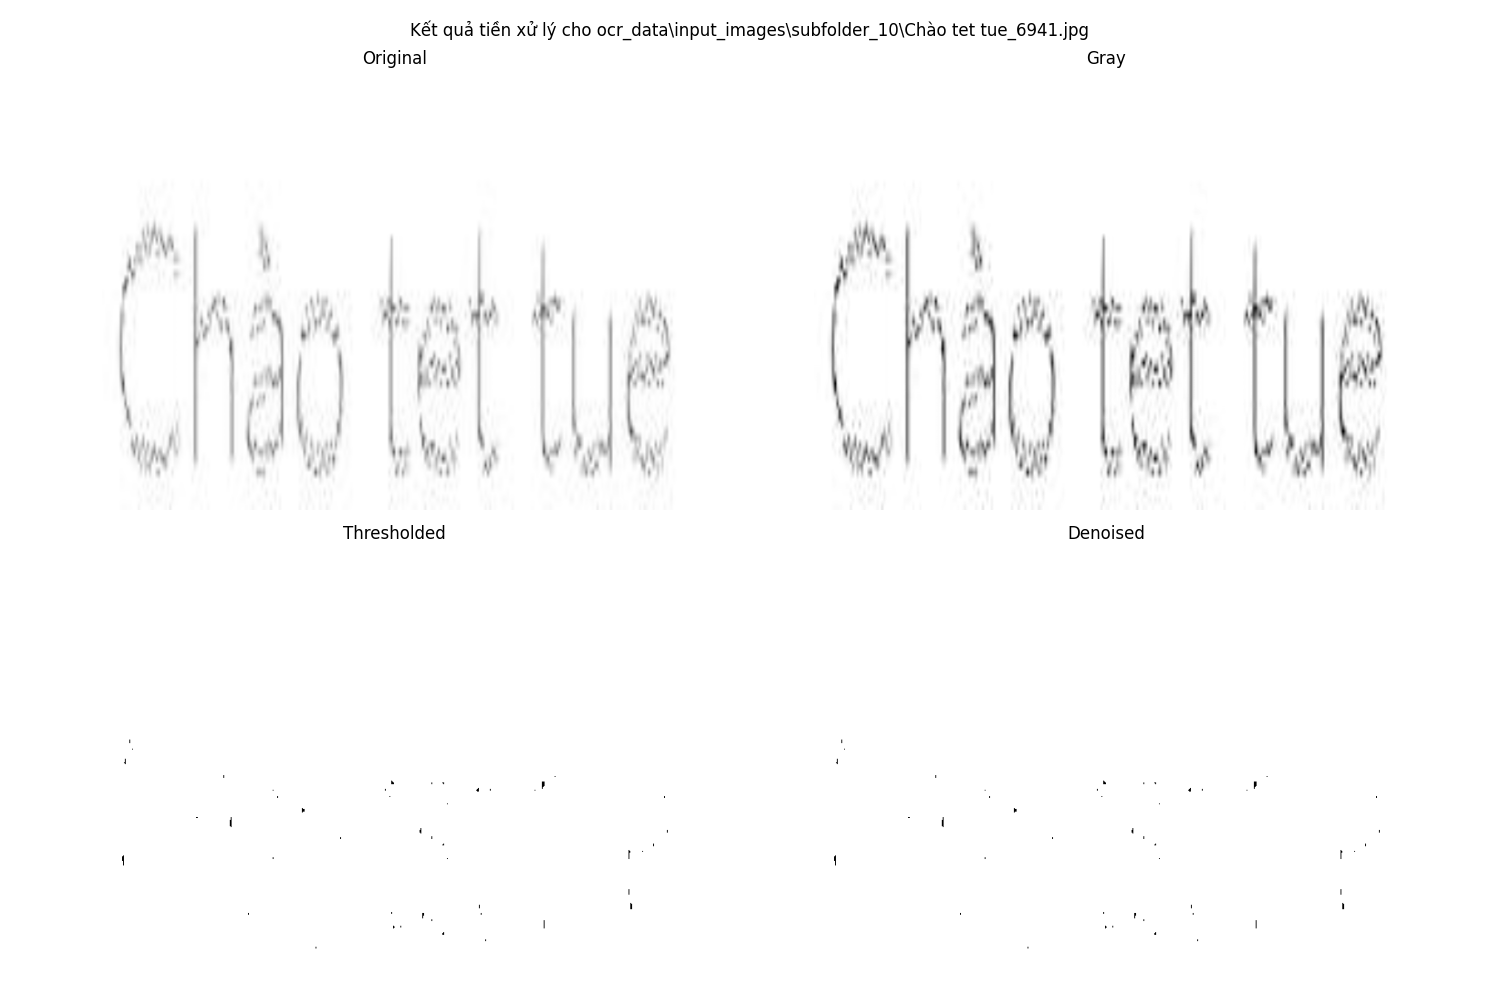 Kết quả tiền xử lý cho ocr_data\input_images\subfolder_10\Chào tet tue_6941.jpg
Original
Gray
Chào tet tue
Chào tet tue
Thresholded
Denoised